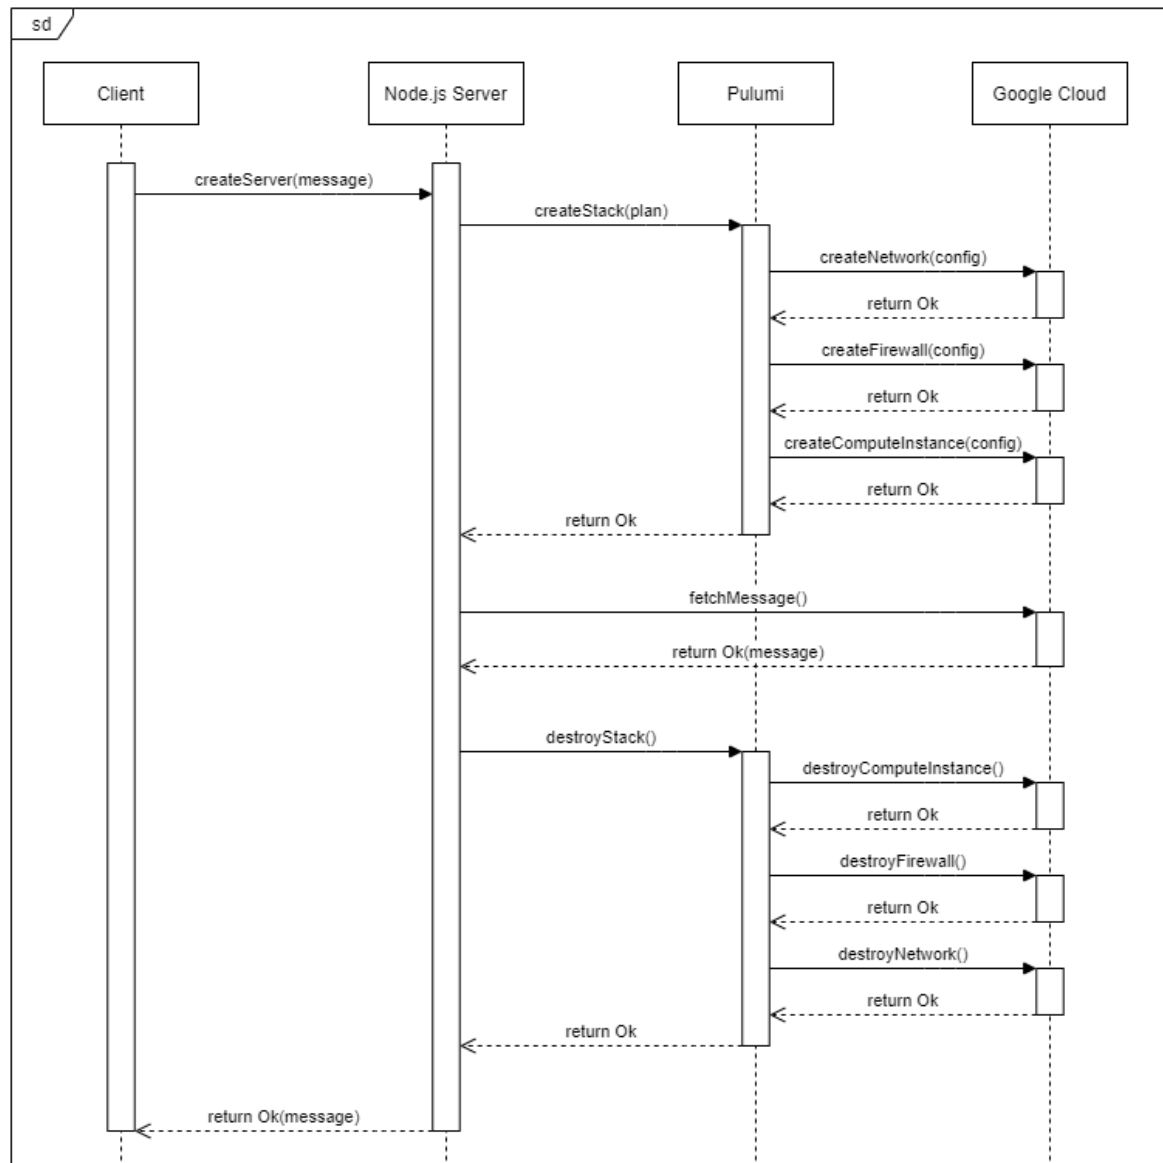 sd
Client
Node.js Server
Pulumi
Google Cloud
createServer(message)
createStack(plan)
createNetwork(config)
return Ok
createFirewall(config)
return Ok
createComputeInstance(config)
return Ok
return Ok
fetchMessage()
return Ok(message)
destroyStack()
destroyComputeInstance()
return Ok
destroyFirewall()
return Ok
destroyNetwork()
return Ok
return Ok
return Ok(message)